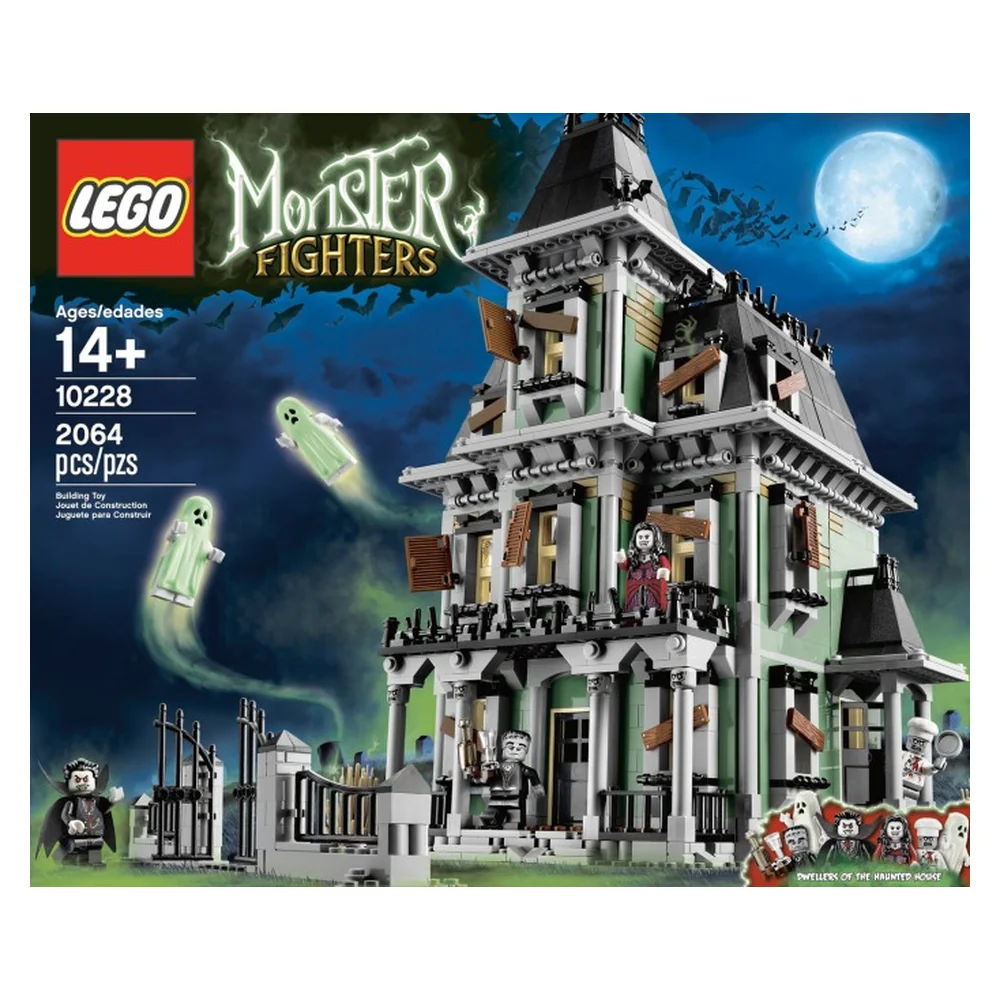 LEGO
MONSTER
FIGHTERS
Ages/edades
14+
10228
2064
pcs/pzs
Building Toy
Jouet de Construction
Juguete para Construir
DWELLERS OF THE HAUNTED HOUSE